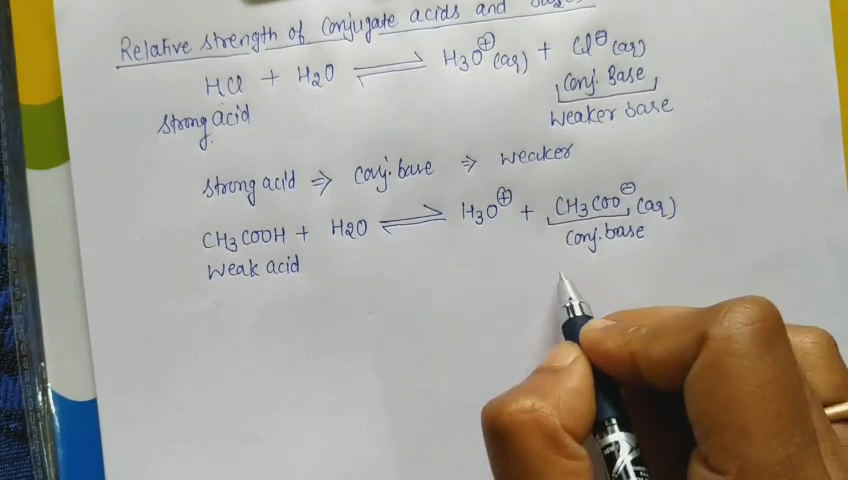 Relative strength of conjugate acids and bases
HCl + H2O ⇌ H3O⊕ (aq) + Cl⊖ (aq)
strong acid
Conj. Base
Weaker base
strong acid ⇒ Conj. base ⇒ weaker
CH3COOH + H2O ⇌ H3O⊕ + CH3COO⊖ (aq)
Weak acid
Conj. base